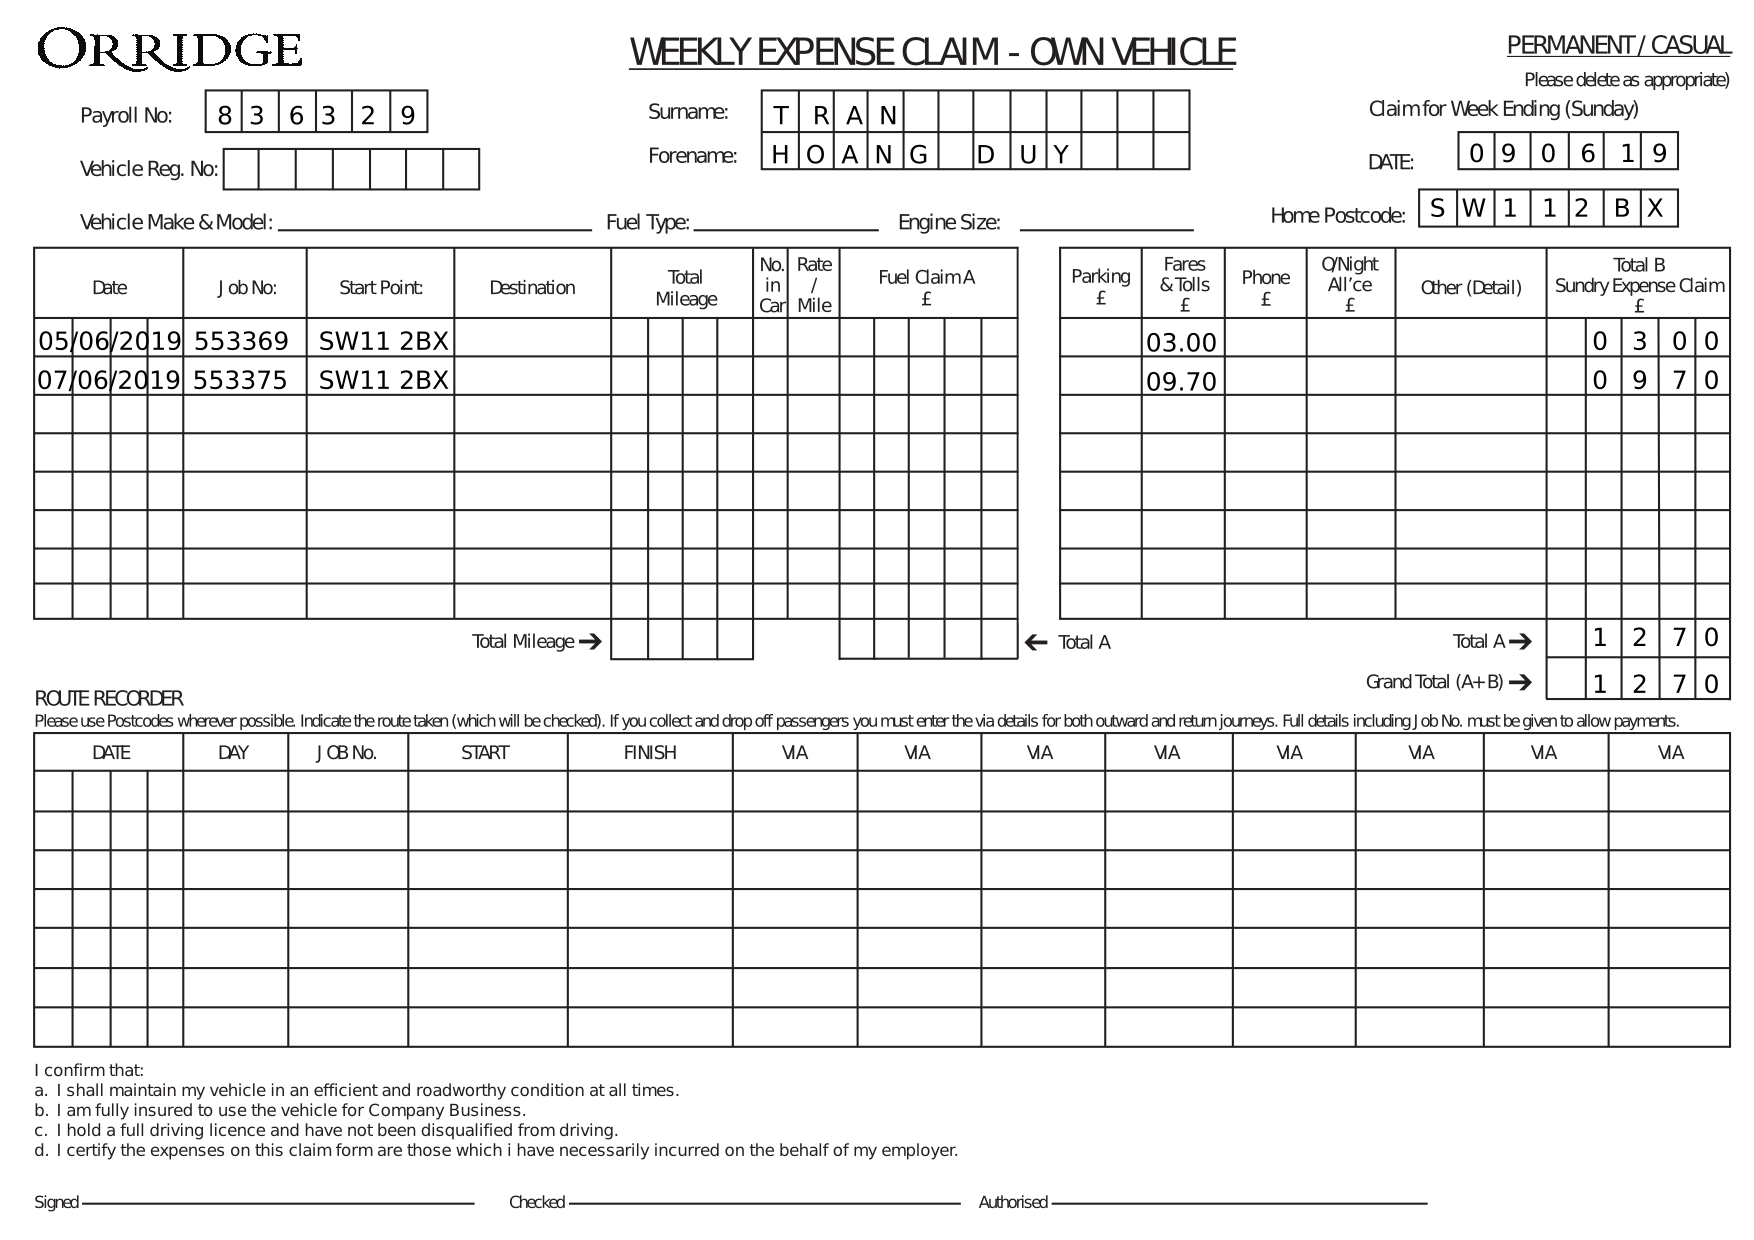 ORRIDGE
WEEKLY EXPENSE CLAIM - OWN VEHICLE
PERMANENT / CASUAL
Please delete as appropriate)
Payroll No: 8 3 6 3 2 9
Surname: T R A N
Claim for Week Ending (Sunday)
Vehicle Reg. No:
Forename: H O A N G D U Y
DATE: 0 9 0 6 1 9
Home Postcode: S W 1 1 2 B X
Vehicle Make & Model:
Fuel Type:
Engine Size:
Date Job No: Start Point: Destination Total Mileage No. in Car Rate / Mile Fuel Claim A £ Parking £ Fares & Tolls £ Phone £ O/Night All'ce £ Other (Detail) Total B Sundry Expense Claim £
05/06/2019 553369 SW11 2BX 03.00 0 3 0 0
07/06/2019 553375 SW11 2BX 09.70 0 9 7 0
Total Mileage ➔ ← Total A Total A ➔ 1 2 7 0
Grand Total (A+ B) ➔ 1 2 7 0
ROUTE RECORDER
Please use Postcodes wherever possible. Indicate the route taken (which will be checked). If you collect and drop off passengers you must enter the via details for both outward and return journeys. Full details including Job No. must be given to allow payments.
DATE DAY JOB No. START FINISH VIA VIA VIA VIA VIA VIA VIA VIA
I confirm that:
a. I shall maintain my vehicle in an efficient and roadworthy condition at all times.
b. I am fully insured to use the vehicle for Company Business.
c. I hold a full driving licence and have not been disqualified from driving.
d. I certify the expenses on this claim form are those which i have necessarily incurred on the behalf of my employer.
Signed Checked Authorised